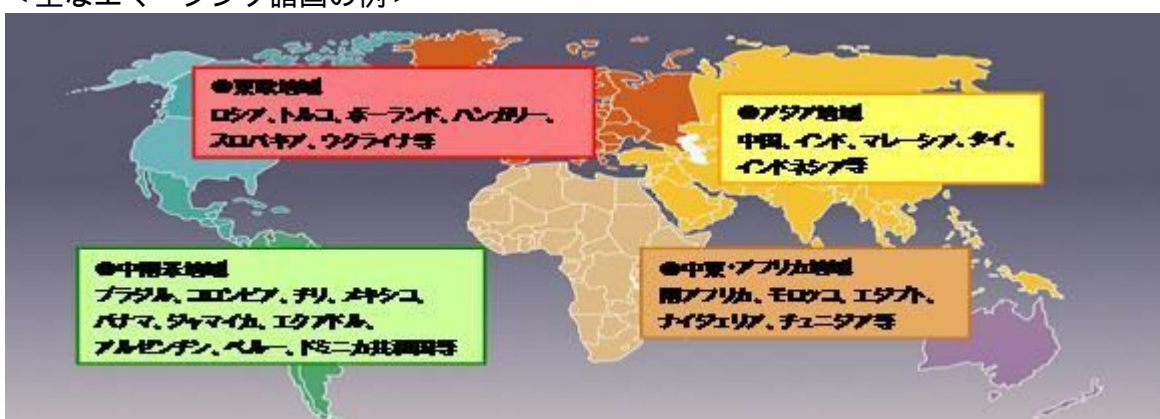 ＜主なエマージング諸国の例＞
●東欧地域
ロシア、トルコ、ポーランド、ハンガリー、
スロバキア、ウクライナ等
●アジア地域
中国、インド、マレーシア、タイ、
インドネシア等
●中南米地域
ブラジル、コロンビア、チリ、メキシコ、
パナマ、ジャマイカ、エクアドル、
アルゼンチン、ペルー、ドミニカ共和国等
●中東・アフリカ地域
南アフリカ、モロッコ、エジプト、
ナイジェリア、チュニジア等